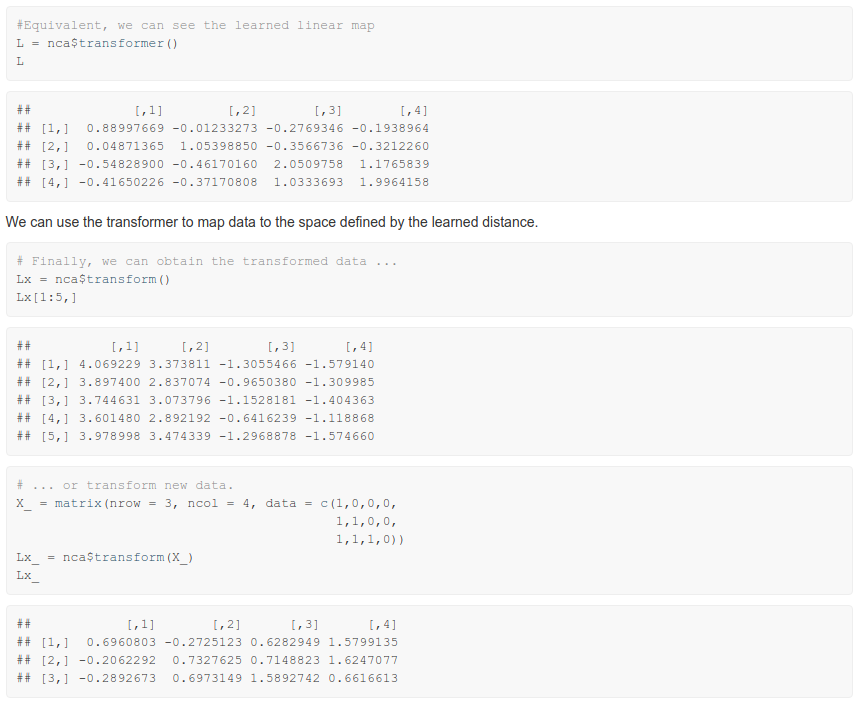 #Equivalent, we can see the learned linear map
L = nca$transformer()
L
##             [,1]        [,2]       [,3]       [,4]
## [1,]  0.88997669 -0.01233273 -0.2769346 -0.1938964
## [2,]  0.04871365  1.05398850 -0.3566736 -0.3212260
## [3,] -0.54828900 -0.46170160  2.0509758  1.1765839
## [4,] -0.41650226 -0.37170808  1.0333693  1.9964158
We can use the transformer to map data to the space defined by the learned distance.
# Finally, we can obtain the transformed data ...
Lx = nca$transform()
Lx[1:5,]
##          [,1]     [,2]       [,3]      [,4]
## [1,] 4.069229 3.373811 -1.3055466 -1.579140
## [2,] 3.897400 2.837074 -0.9650380 -1.309985
## [3,] 3.744631 3.073796 -1.1528181 -1.404363
## [4,] 3.601480 2.892192 -0.6416239 -1.118868
## [5,] 3.978998 3.474339 -1.2968878 -1.574660
# ... or transform new data.
X_ = matrix(nrow = 3, ncol = 4, data = c(1,0,0,0,
                                         1,1,0,0,
                                         1,1,1,0))
Lx_ = nca$transform(X_)
Lx_
##            [,1]       [,2]      [,3]      [,4]
## [1,]  0.6960803 -0.2725123 0.6282949 1.5799135
## [2,] -0.2062292  0.7327625 0.7148823 1.6247077
## [3,] -0.2892673  0.6973149 1.5892742 0.6616613